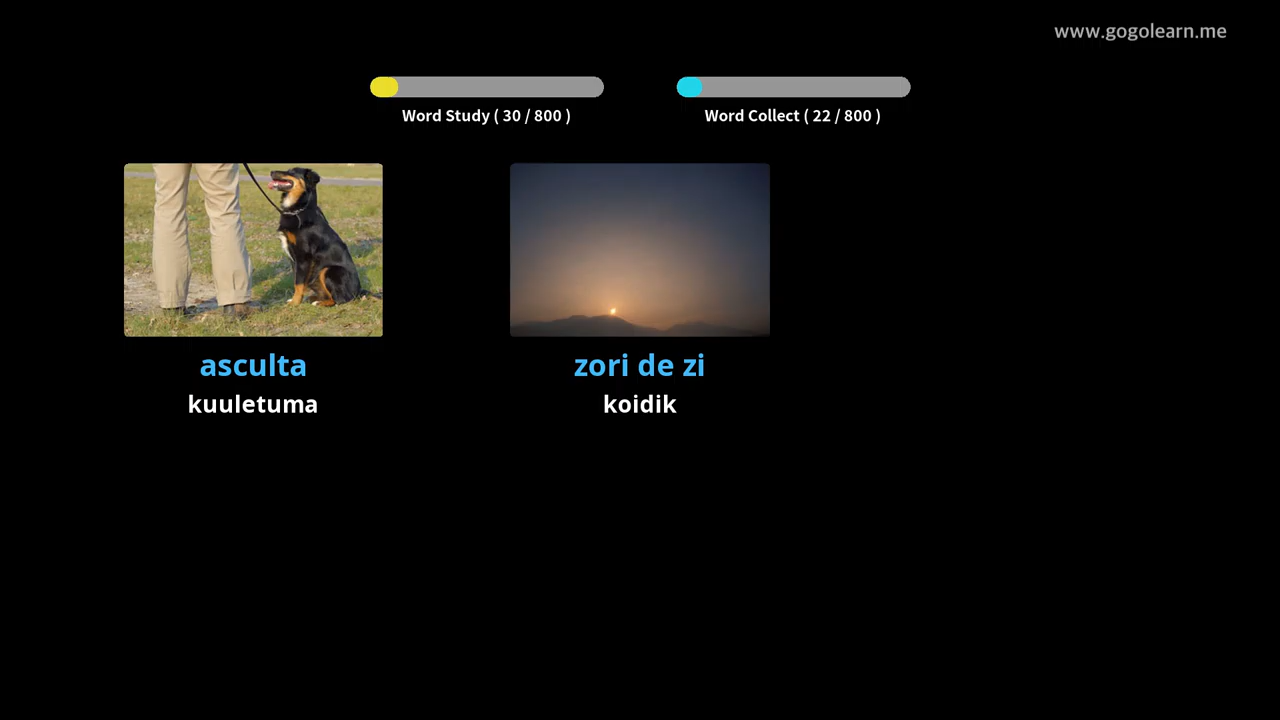 www.gogolearn.me
Word Study ( 30 / 800 )
Word Collect ( 22 / 800 )
asculta
kuuletuma
zori de zi
koidik